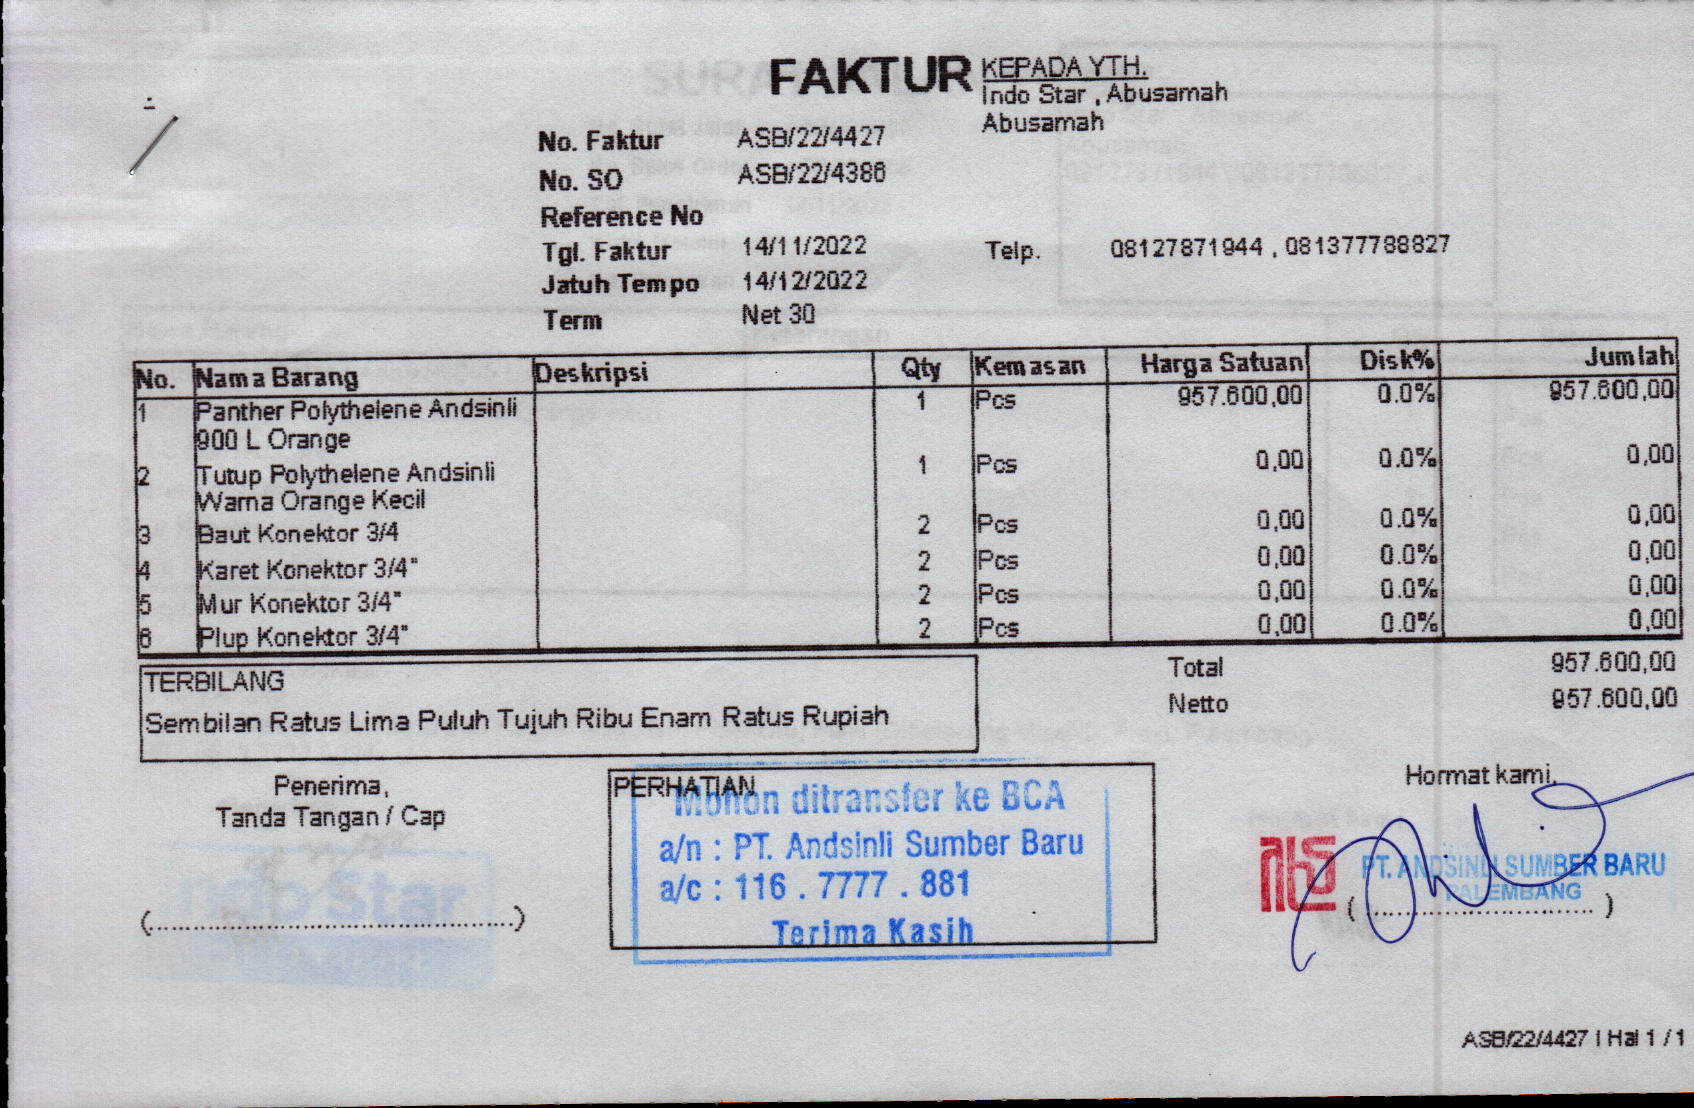 FAKTUR
KEPADA YTH.
Indo Star , Abusamah
Abusamah
No. Faktur ASB/22/4427
No. SO ASB/22/4386
Reference No
Tgl. Faktur 14/11/2022 Telp. 08127871944 , 081377788827
Jatuh Tempo 14/12/2022
Term Net 30
No. Nama Barang Deskripsi Qty Kemasan Harga Satuan Disk% Jumlah
1 Panther Polythelene Andsinli 1 Pcs 957.600,00 0.0% 957.600,00
900 L Orange
2 Tutup Polythelene Andsinli 1 Pcs 0,00 0.0% 0,00
Warna Orange Kecil
3 Baut Konektor 3/4 2 Pcs 0,00 0.0% 0,00
4 Karet Konektor 3/4" 2 Pcs 0,00 0.0% 0,00
5 Mur Konektor 3/4" 2 Pcs 0,00 0.0% 0,00
6 Plup Konektor 3/4" 2 Pcs 0,00 0.0% 0,00
TERBILANG
Sembilan Ratus Lima Puluh Tujuh Ribu Enam Ratus Rupiah
Total 957.600,00
Netto 957.600,00
Penerima,
Tanda Tangan / Cap
(..................................................)
Indo Star
PERHATIAN
Mohon ditransfer ke BCA
a/n : PT. Andsinli Sumber Baru
a/c : 116 . 7777 . 881
Terima Kasih
Hormat kami,
PT. ANDSINLI SUMBER BARU
PALEMBANG
( ................................ )
ASB/22/4427 | Hal 1 / 1